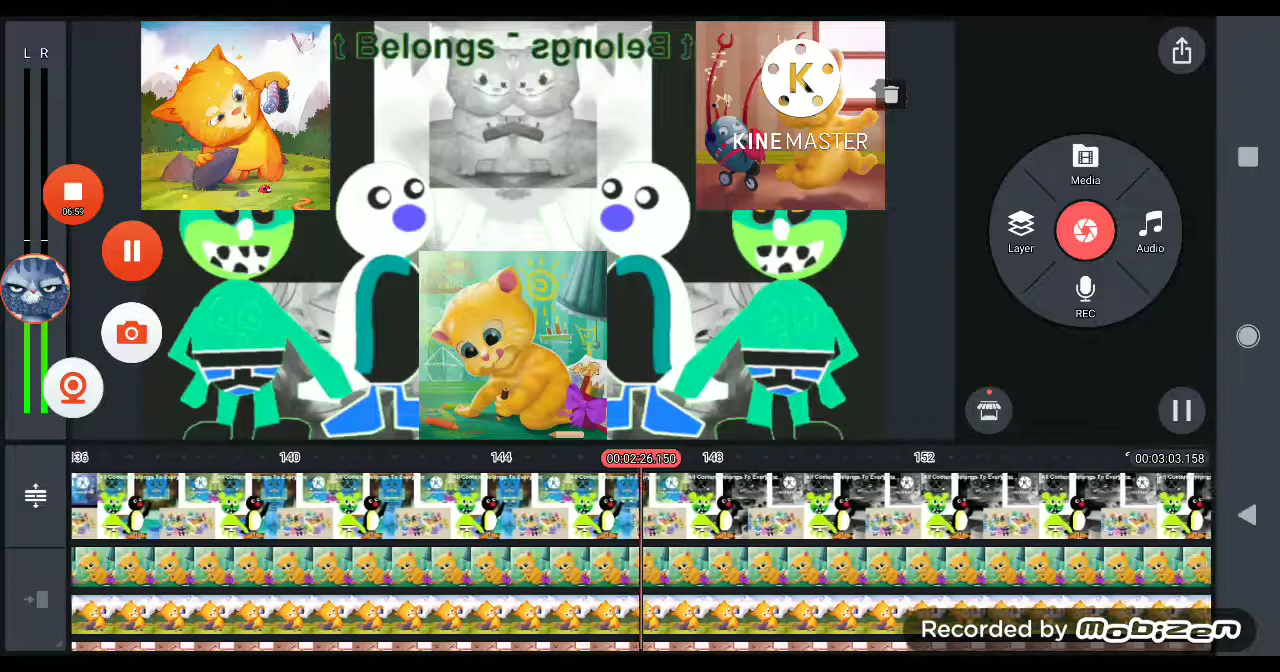 L R
t Belongs - sgnoleB t
K
KINEMASTER
Media
Layer
Audio
REC
06:59
136
140
144
00:02:26.150
148
152
00:03:03.158
Recorded by mobizen